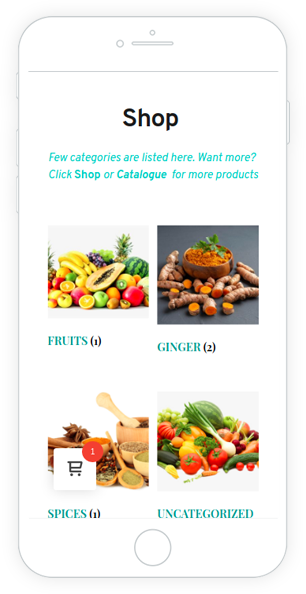 Shop
Few categories are listed here. Want more?
Click Shop or Catalogue for more products
FRUITS (1)
GINGER (2)
1
SPICES (1)
UNCATEGORIZED